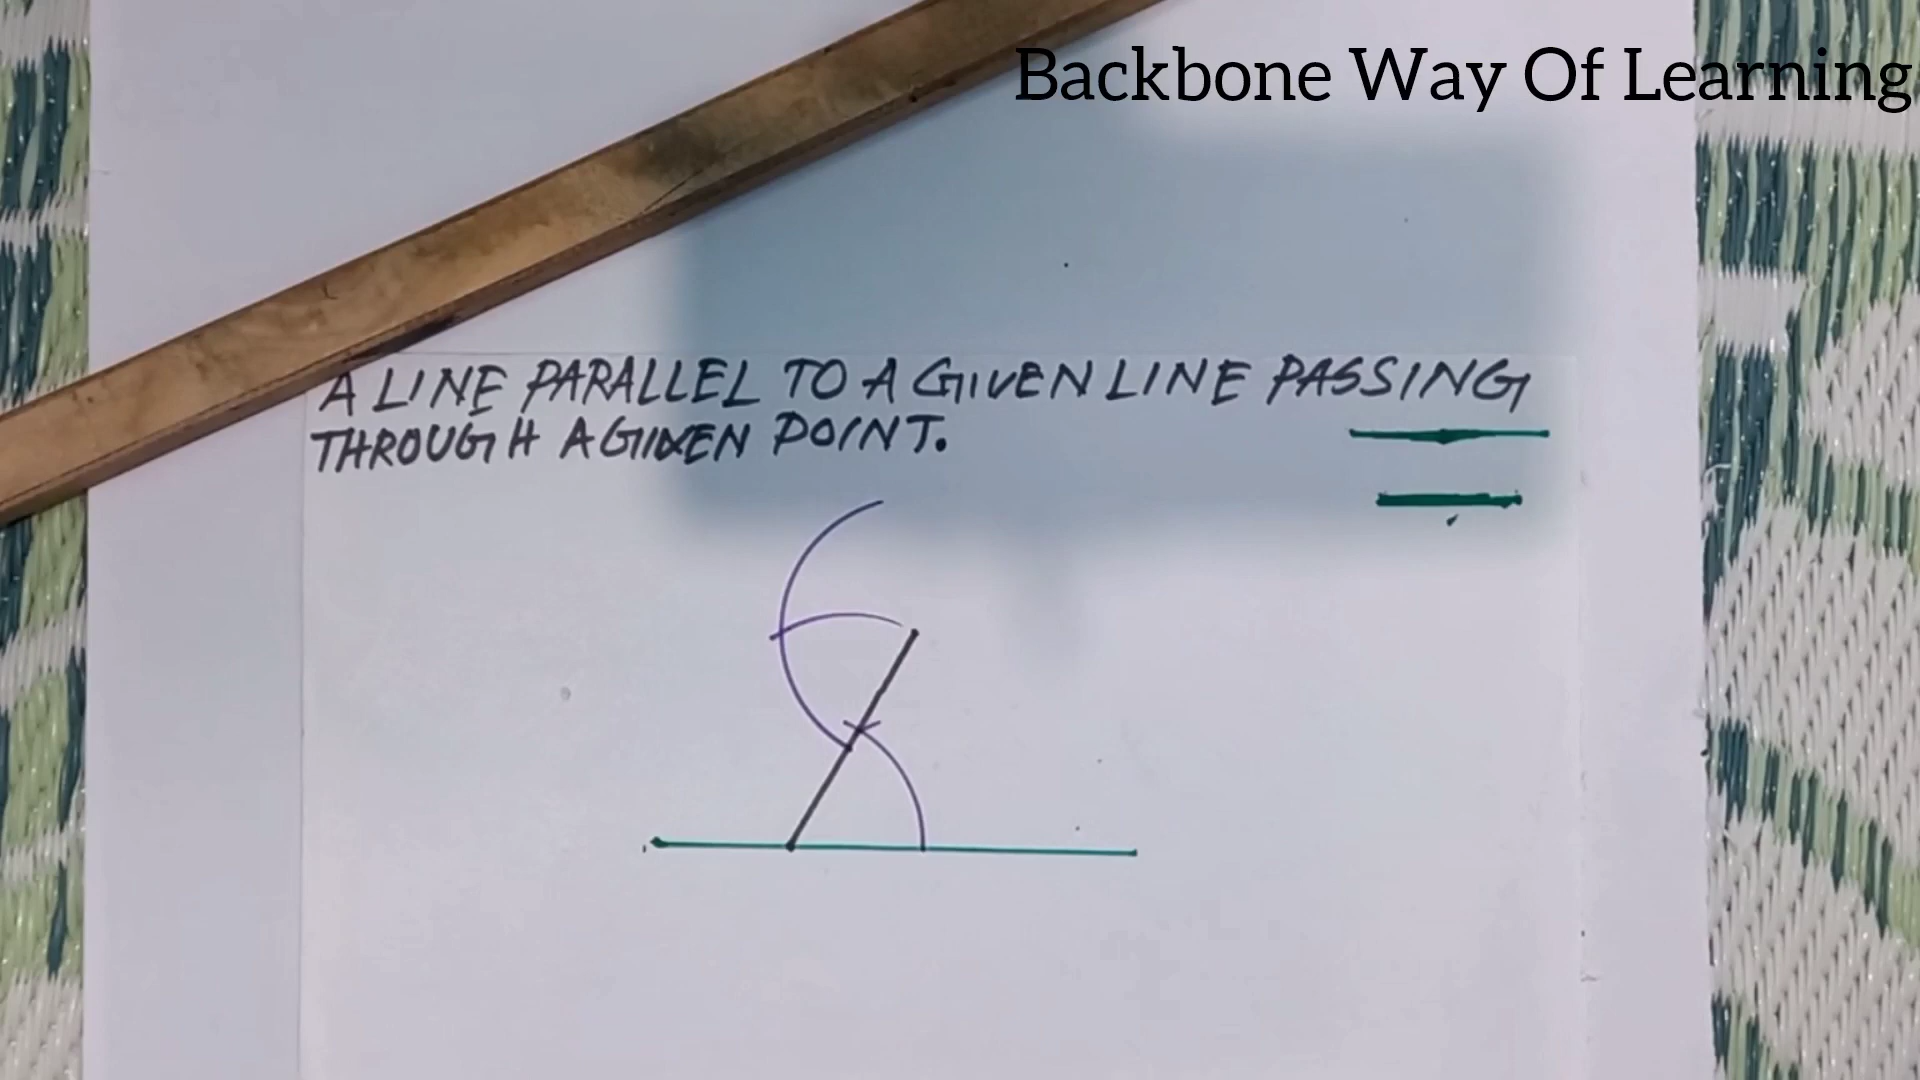 Backbone Way Of Learning
A LINE PARALLEL TO A GIVEN LINE PASSING
THROUGH A GIVEN POINT.